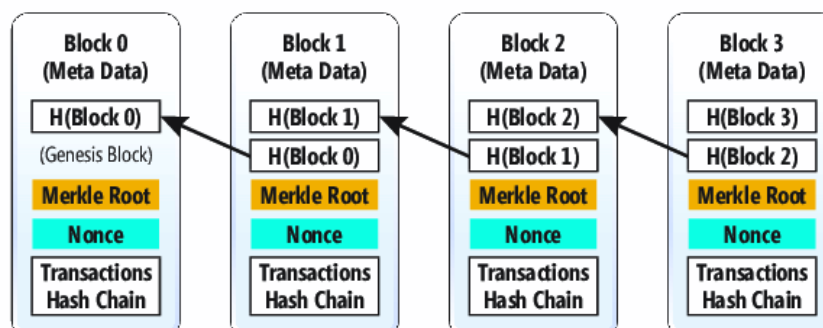 Block 0
(Meta Data)
H(Block 0)
(Genesis Block)
Merkle Root
Nonce
Transactions
Hash Chain
Block 1
(Meta Data)
H(Block 1)
H(Block 0)
Merkle Root
Nonce
Transactions
Hash Chain
Block 2
(Meta Data)
H(Block 2)
H(Block 1)
Merkle Root
Nonce
Transactions
Hash Chain
Block 3
(Meta Data)
H(Block 3)
H(Block 2)
Merkle Root
Nonce
Transactions
Hash Chain